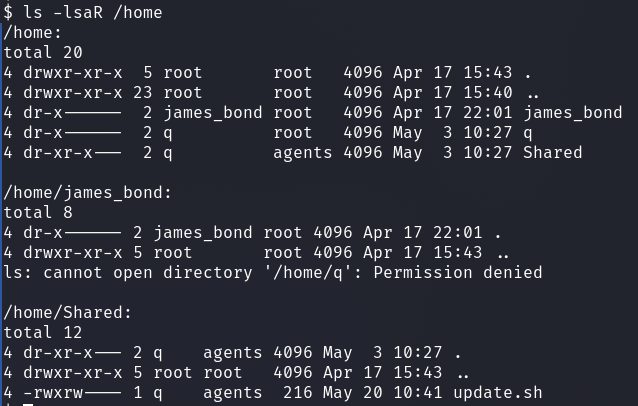 $ ls -lsaR /home
/home:
total 20
4 drwxr-xr-x  5 root       root   4096 Apr 17 15:43 .
4 drwxr-xr-x 23 root       root   4096 Apr 17 15:40 ..
4 dr-x------  2 james_bond root   4096 Apr 17 22:01 james_bond
4 dr-x------  2 q          root   4096 May  3 10:27 q
4 dr-xr-x---  2 q          agents 4096 May  3 10:27 Shared

/home/james_bond:
total 8
4 dr-x------ 2 james_bond root 4096 Apr 17 22:01 .
4 drwxr-xr-x 5 root       root 4096 Apr 17 15:43 ..
ls: cannot open directory '/home/q': Permission denied

/home/Shared:
total 12
4 dr-xr-x--- 2 q    agents 4096 May  3 10:27 .
4 drwxr-xr-x 5 root root   4096 Apr 17 15:43 ..
4 -rwxrw---- 1 q    agents  216 May 20 10:41 update.sh